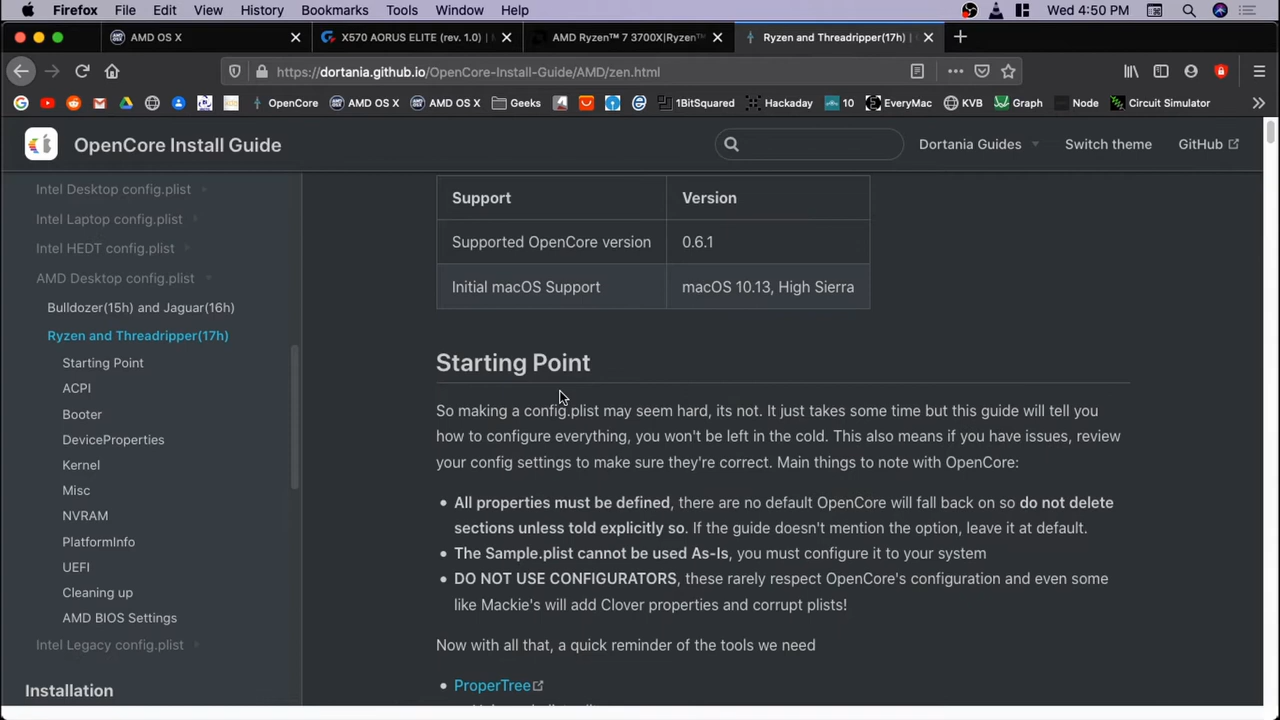 Firefox File Edit View History Bookmarks Tools Window Help Wed 4:50 PM
AMD OS X X570 AORUS ELITE (rev. 1.0) | AMD Ryzen™ 7 3700X|Ryzen™ Ryzen and Threadripper(17h) |
https://dortania.github.io/OpenCore-Install-Guide/AMD/zen.html
OpenCore AMD OS X AMD OS X Geeks 1BitSquared Hackaday 10 EveryMac KVB Graph Node Circuit Simulator
OpenCore Install Guide Dortania Guides Switch theme GitHub
Intel Desktop config.plist
Intel Laptop config.plist
Intel HEDT config.plist
AMD Desktop config.plist
Bulldozer(15h) and Jaguar(16h)
Ryzen and Threadripper(17h)
Starting Point
ACPI
Booter
DeviceProperties
Kernel
Misc
NVRAM
PlatformInfo
UEFI
Cleaning up
AMD BIOS Settings
Intel Legacy config.plist
Installation
Support Version
Supported OpenCore version 0.6.1
Initial macOS Support macOS 10.13, High Sierra
Starting Point
So making a config.plist may seem hard, its not. It just takes some time but this guide will tell you
how to configure everything, you won't be left in the cold. This also means if you have issues, review
your config settings to make sure they're correct. Main things to note with OpenCore:
All properties must be defined, there are no default OpenCore will fall back on so do not delete
sections unless told explicitly so. If the guide doesn't mention the option, leave it at default.
The Sample.plist cannot be used As-Is, you must configure it to your system
DO NOT USE CONFIGURATORS, these rarely respect OpenCore's configuration and even some
like Mackie's will add Clover properties and corrupt plists!
Now with all that, a quick reminder of the tools we need
ProperTree